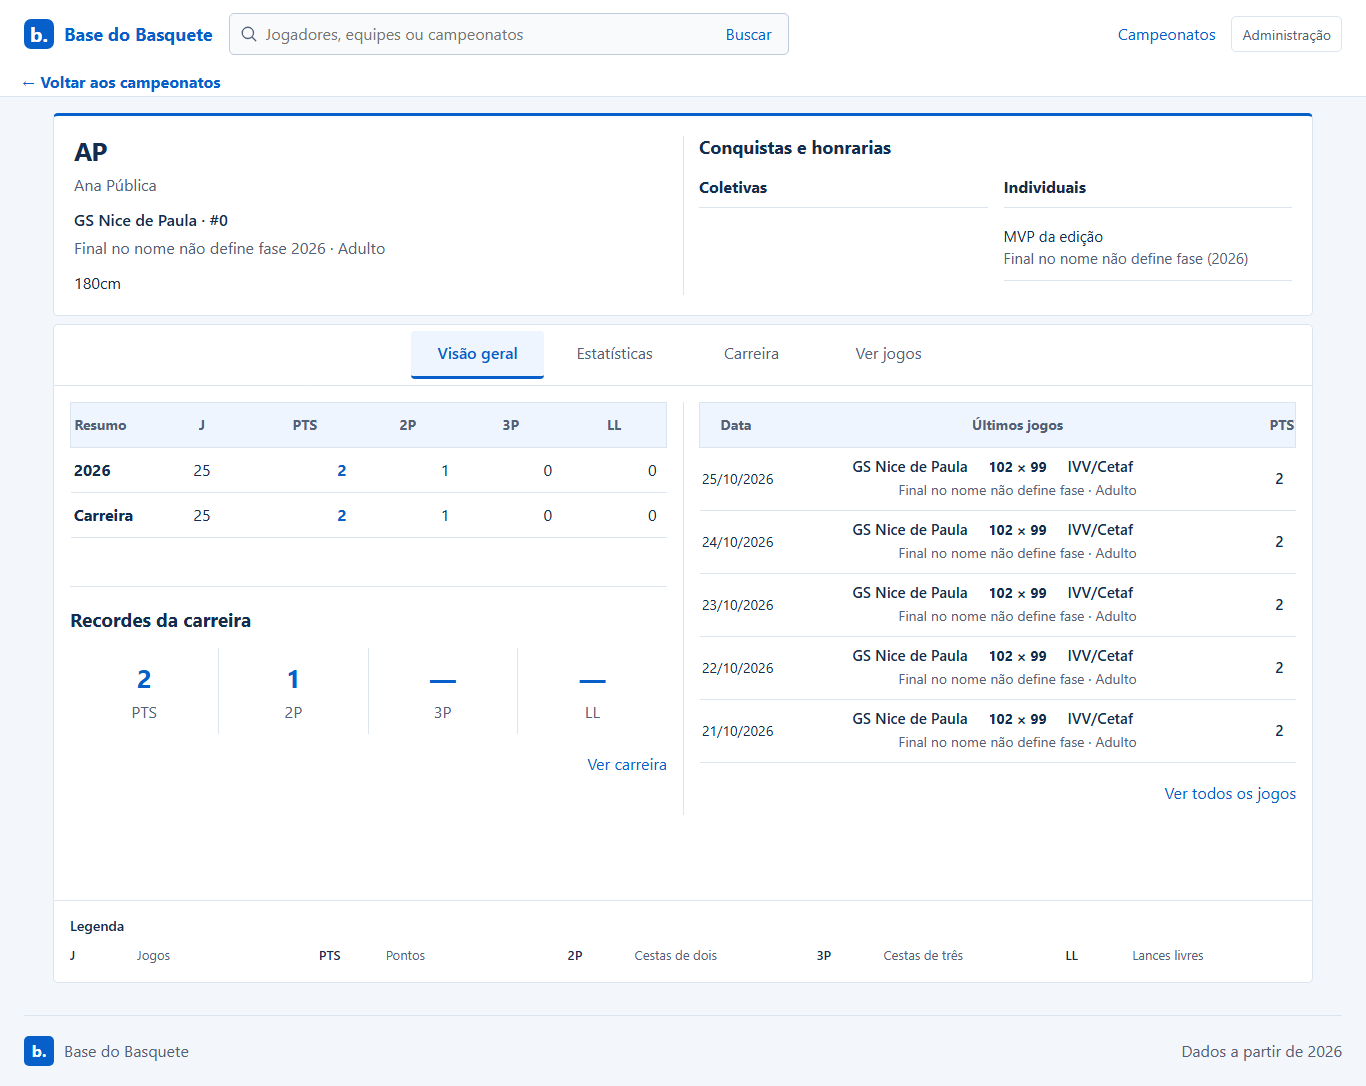 b. Base do Basquete
Jogadores, equipes ou campeonatos
Buscar
Campeonatos
Administração
← Voltar aos campeonatos
AP
Ana Pública
GS Nice de Paula · #0
Final no nome não define fase 2026 · Adulto
180cm
Conquistas e honrarias
Coletivas
Individuais
MVP da edição
Final no nome não define fase (2026)
Visão geral
Estatísticas
Carreira
Ver jogos
Resumo J PTS 2P 3P LL
2026 25 2 1 0 0
Carreira 25 2 1 0 0
Recordes da carreira
2 1 — —
PTS 2P 3P LL
Ver carreira
Data Últimos jogos PTS
25/10/2026 GS Nice de Paula 102 × 99 IVV/Cetaf 2
Final no nome não define fase · Adulto
24/10/2026 GS Nice de Paula 102 × 99 IVV/Cetaf 2
Final no nome não define fase · Adulto
23/10/2026 GS Nice de Paula 102 × 99 IVV/Cetaf 2
Final no nome não define fase · Adulto
22/10/2026 GS Nice de Paula 102 × 99 IVV/Cetaf 2
Final no nome não define fase · Adulto
21/10/2026 GS Nice de Paula 102 × 99 IVV/Cetaf 2
Final no nome não define fase · Adulto
Ver todos os jogos
Legenda
J Jogos PTS Pontos 2P Cestas de dois 3P Cestas de três LL Lances livres
b. Base do Basquete
Dados a partir de 2026